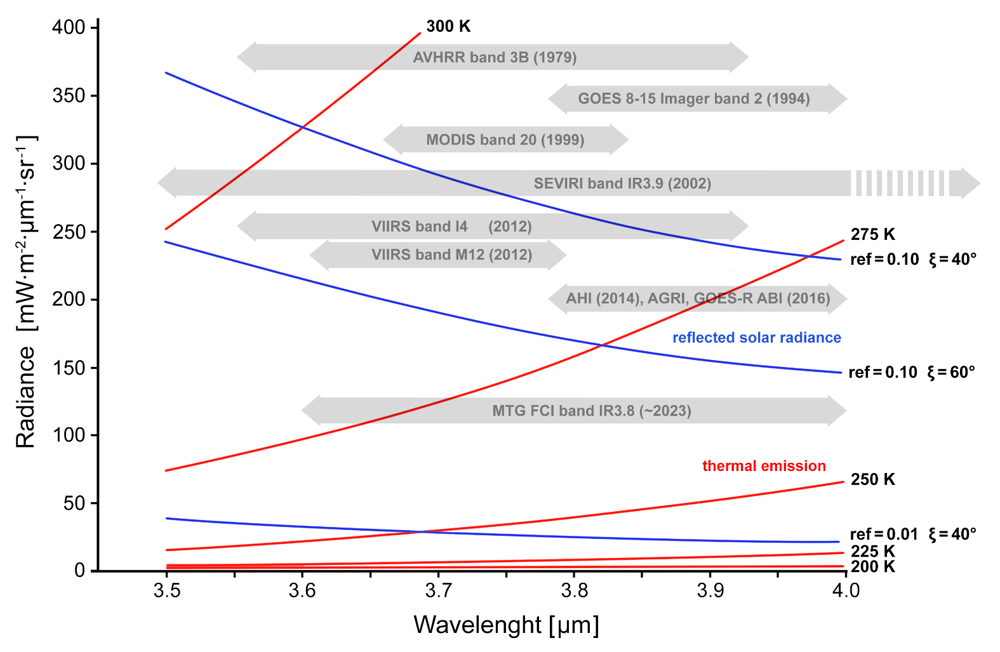 400
300 K
AVHRR band 3B (1979)
350
GOES 8-15 Imager band 2 (1994)
MODIS band 20 (1999)
300
SEVIRI band IR3.9 (2002)
250
VIIRS band I4 (2012)
275 K
VIIRS band M12 (2012)
ref = 0.10 ξ = 40°
200
AHI (2014), AGRI, GOES-R ABI (2016)
reflected solar radiance
150
ref = 0.10 ξ = 60°
MTG FCI band IR3.8 (~2023)
100
thermal emission
250 K
50
ref = 0.01 ξ = 40°
225 K
200 K
0
Radiance [mW·m-2·µm-1·sr-1]
3.5 3.6 3.7 3.8 3.9 4.0
Wavelenght [µm]